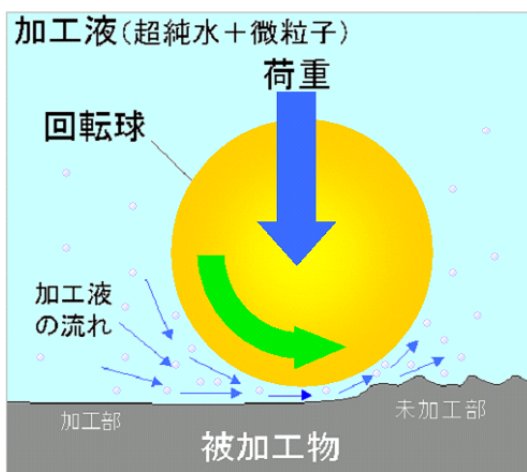 加工液(超純水＋微粒子)
荷重
回転球
加工液
の流れ
加工部
未加工部
被加工物